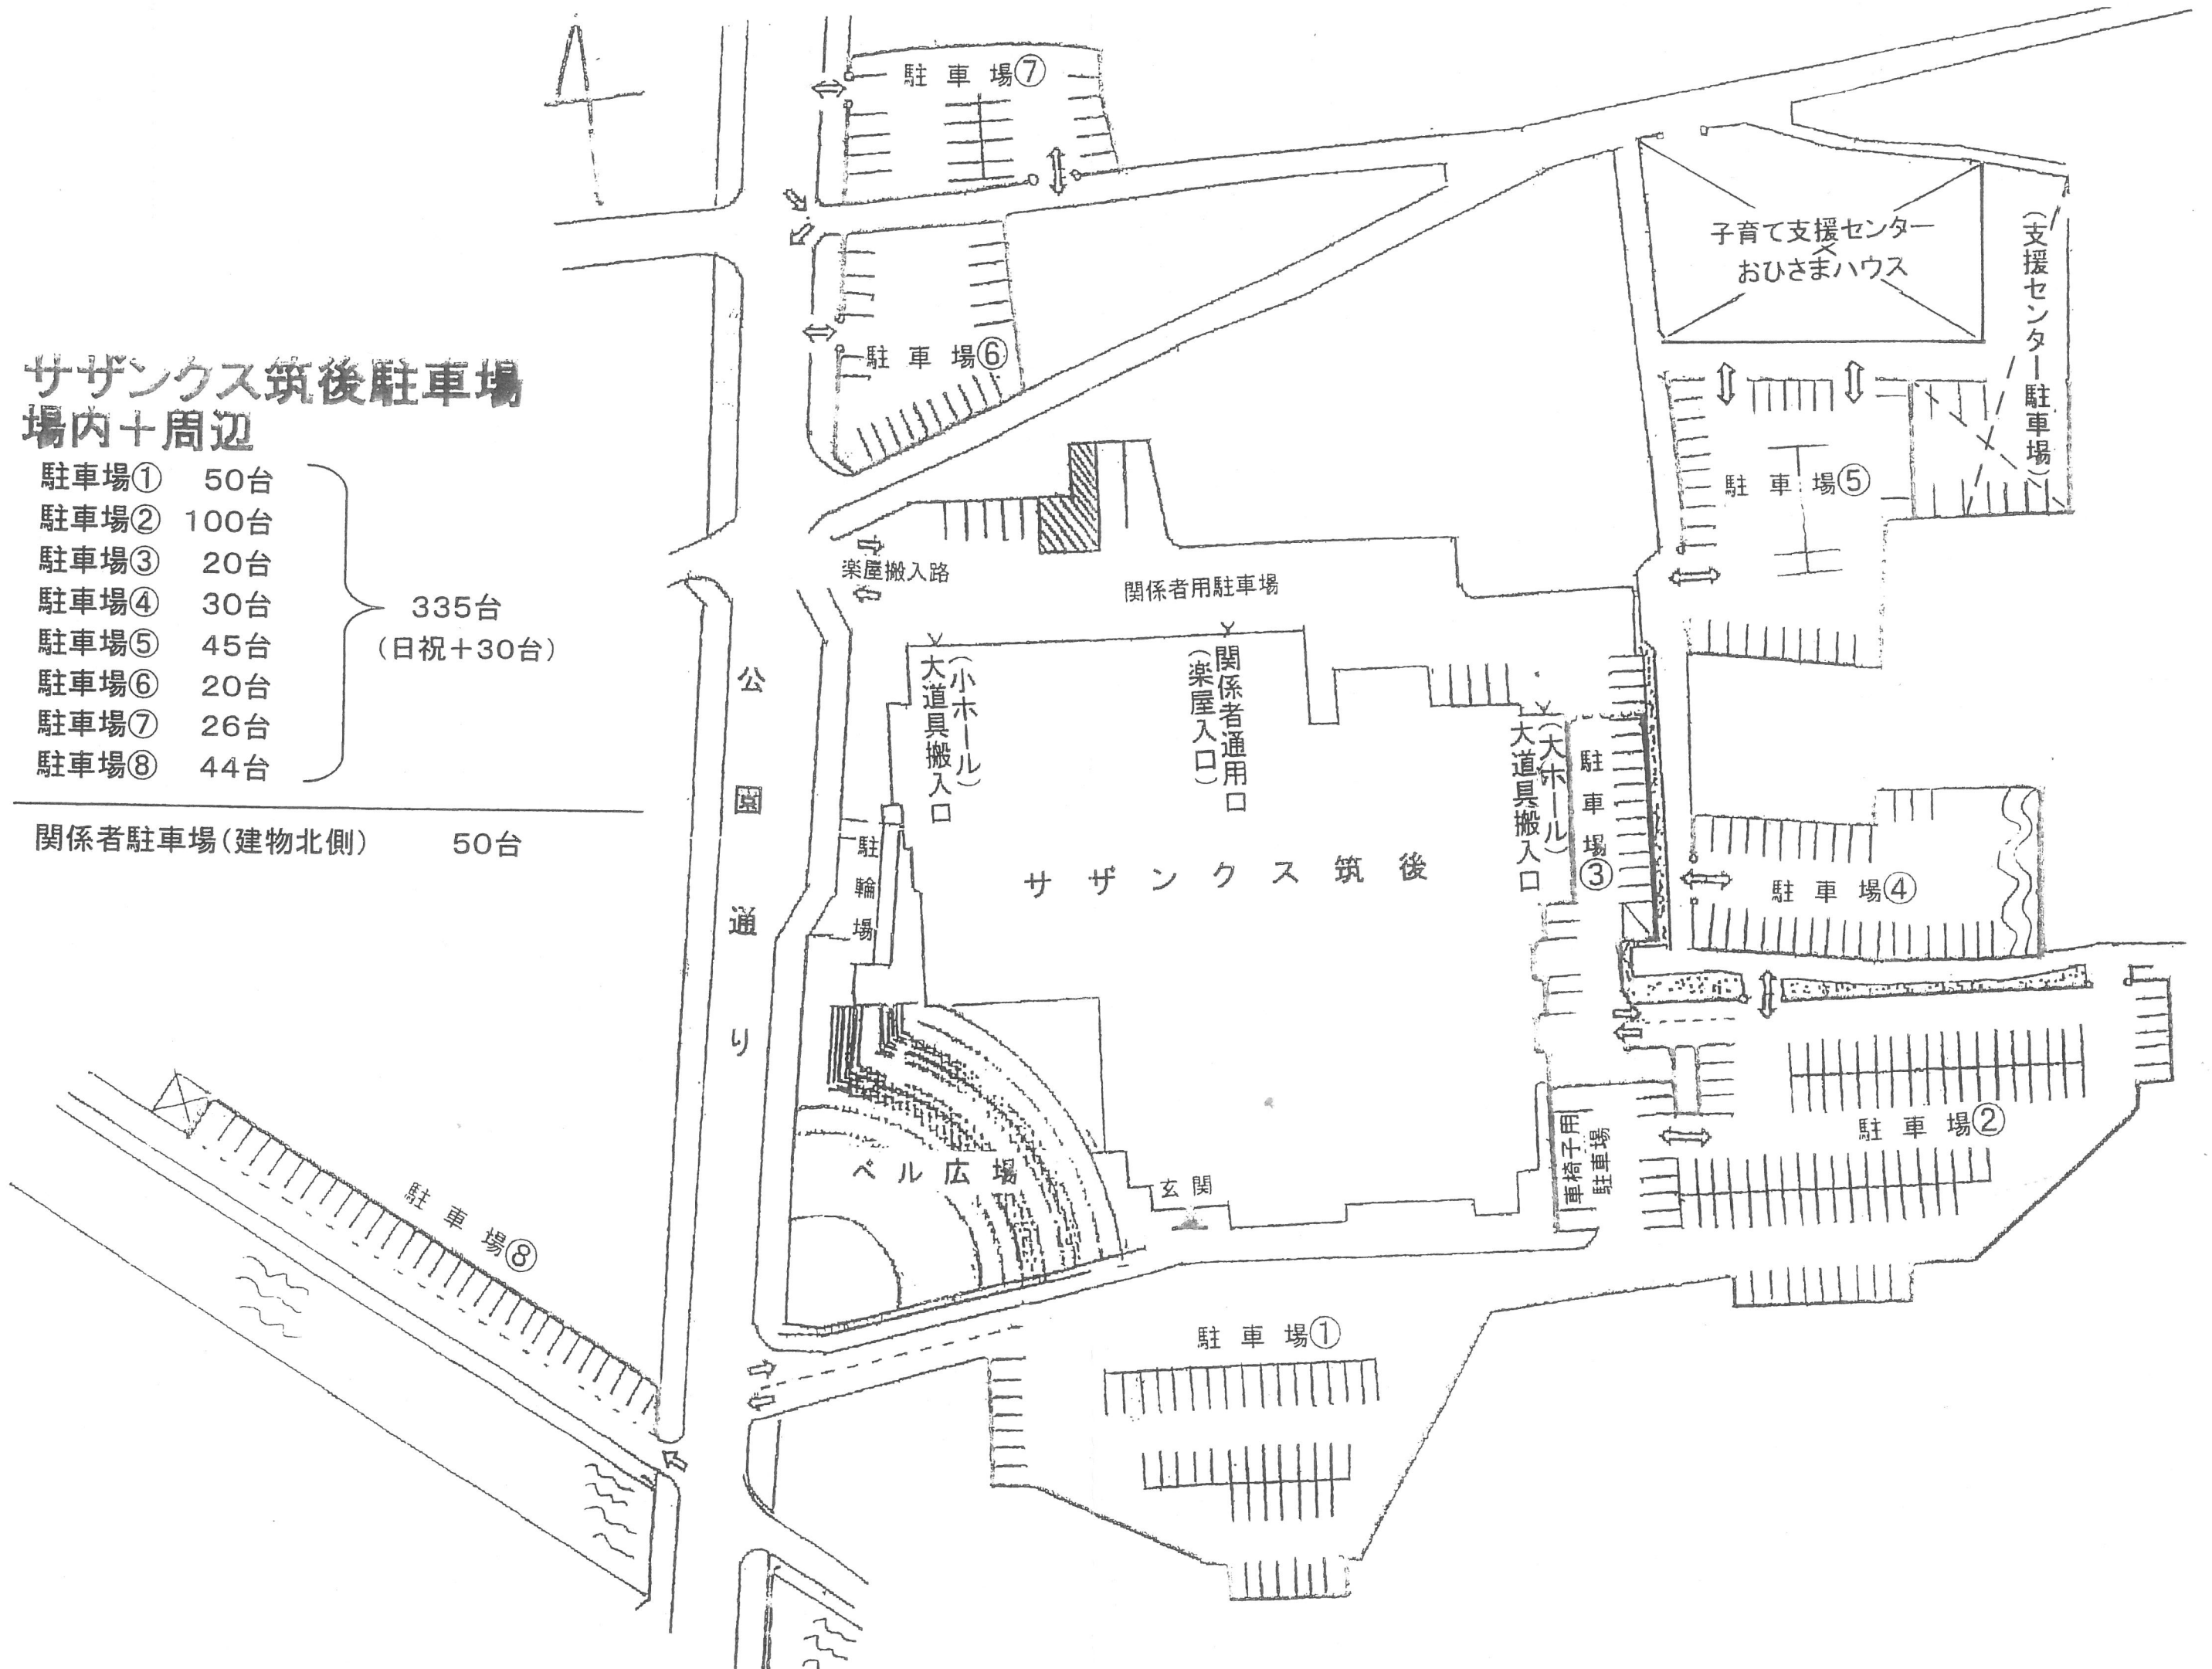 サザンクス筑後駐車場
場内＋周辺
駐車場① 50台
駐車場② 100台
駐車場③ 20台
駐車場④ 30台
駐車場⑤ 45台
駐車場⑥ 20台
駐車場⑦ 26台
駐車場⑧ 44台
335台
(日祝＋30台)
関係者駐車場(建物北側) 50台
駐車場⑦
駐車場⑥
子育て支援センター
おひさまハウス
(支援センター駐車場)
駐車場⑤
楽屋搬入路
関係者用駐車場
(小ホール)
大道具搬入口
関係者通用口
(楽屋入口)
(大ホール)
大道具搬入口
駐車場③
公園通り
駐輪場
サザンクス筑後
駐車場④
駐車場②
車椅子用
駐車場
ベル広場
玄関
駐車場⑧
駐車場①